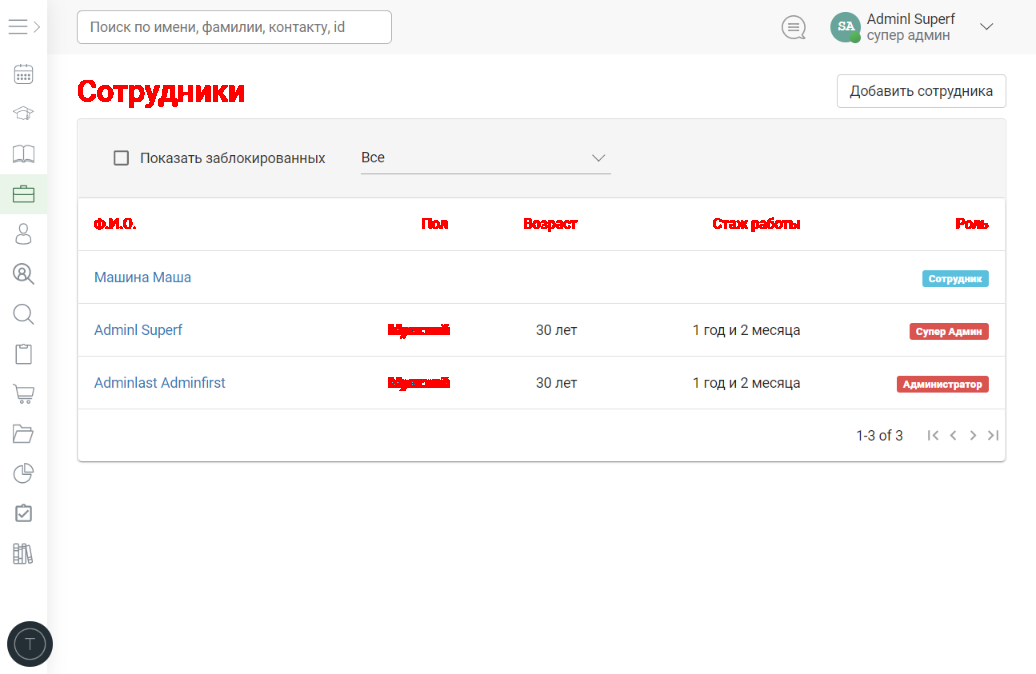 Поиск по имени, фамилии, контакту, id
SA
Adminl Superf
супер админ
Сотрудники
Добавить сотрудника
Показать заблокированных
Все
Ф.И.О. Пол Возраст Стаж работы Роль
Машина Маша Сотрудник
Adminl Superf 30 лет 1 год и 2 месяца Супер Админ
Adminlast Adminfirst 30 лет 1 год и 2 месяца Администратор
1-3 of 3
T